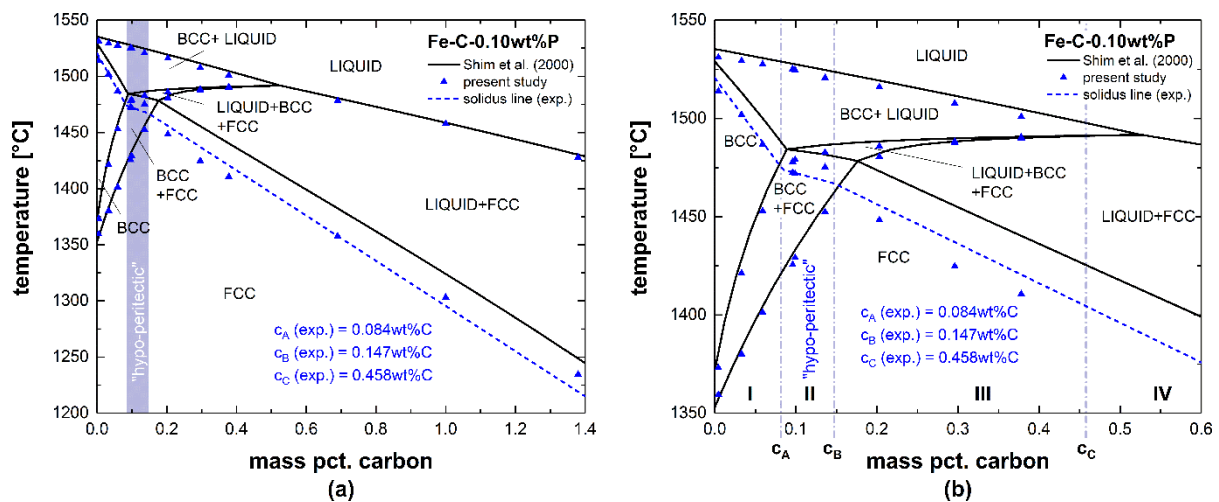 1550
1500
1450
1400
1350
1300
1250
1200
temperature [°C]
0.0 0.2 0.4 0.6 0.8 1.0 1.2 1.4
mass pct. carbon
(a)
Fe-C-0.10wt%P
Shim et al. (2000)
present study
solidus line (exp.)
BCC+ LIQUID
LIQUID
LIQUID+BCC
+FCC
BCC
+FCC
BCC
LIQUID+FCC
FCC
"hypo-peritectic"
cA (exp.) = 0.084wt%C
cB (exp.) = 0.147wt%C
cC (exp.) = 0.458wt%C
1550
1500
1450
1400
1350
temperature [°C]
0.0 0.1 0.2 0.3 0.4 0.5 0.6
cA cB mass pct. carbon cC
(b)
Fe-C-0.10wt%P
Shim et al. (2000)
present study
solidus line (exp.)
LIQUID
BCC+ LIQUID
BCC
LIQUID+BCC
+FCC
BCC
+FCC
LIQUID+FCC
FCC
"hypo-peritectic"
cA (exp.) = 0.084wt%C
cB (exp.) = 0.147wt%C
cC (exp.) = 0.458wt%C
I II III IV